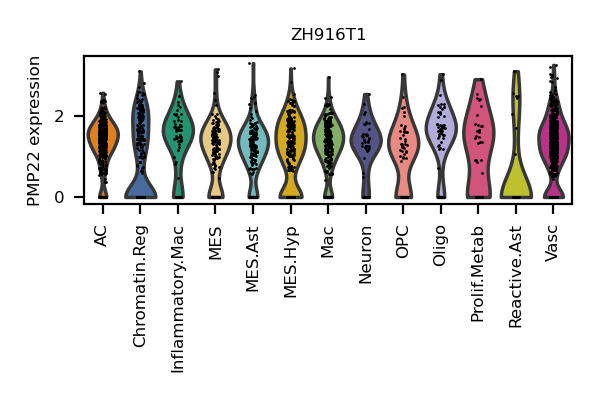 ZH916T1
PMP22 expression
2
0
AC
Chromatin.Reg
Inflammatory.Mac
MES
MES.Ast
MES.Hyp
Mac
Neuron
OPC
Oligo
Prolif.Metab
Reactive.Ast
Vasc